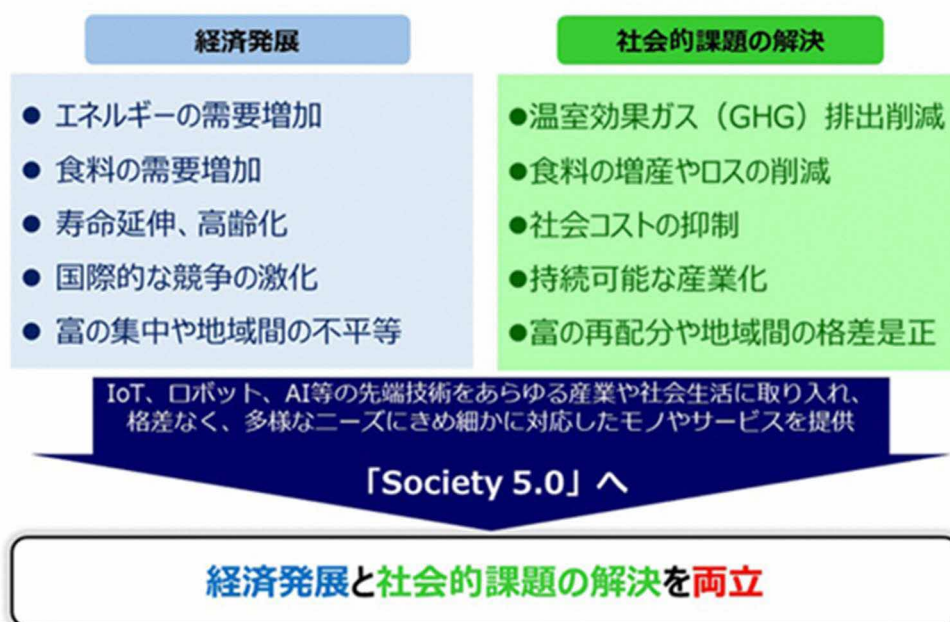 経済発展
● エネルギーの需要増加
● 食料の需要増加
● 寿命延伸、高齢化
● 国際的な競争の激化
● 富の集中や地域間の不平等
社会的課題の解決
●温室効果ガス（GHG）排出削減
●食料の増産やロスの削減
●社会コストの抑制
●持続可能な産業化
●富の再配分や地域間の格差是正
IoT、ロボット、AI等の先端技術をあらゆる産業や社会生活に取り入れ、
格差なく、多様なニーズにきめ細かに対応したモノやサービスを提供
「Society 5.0」へ
経済発展と社会的課題の解決を両立